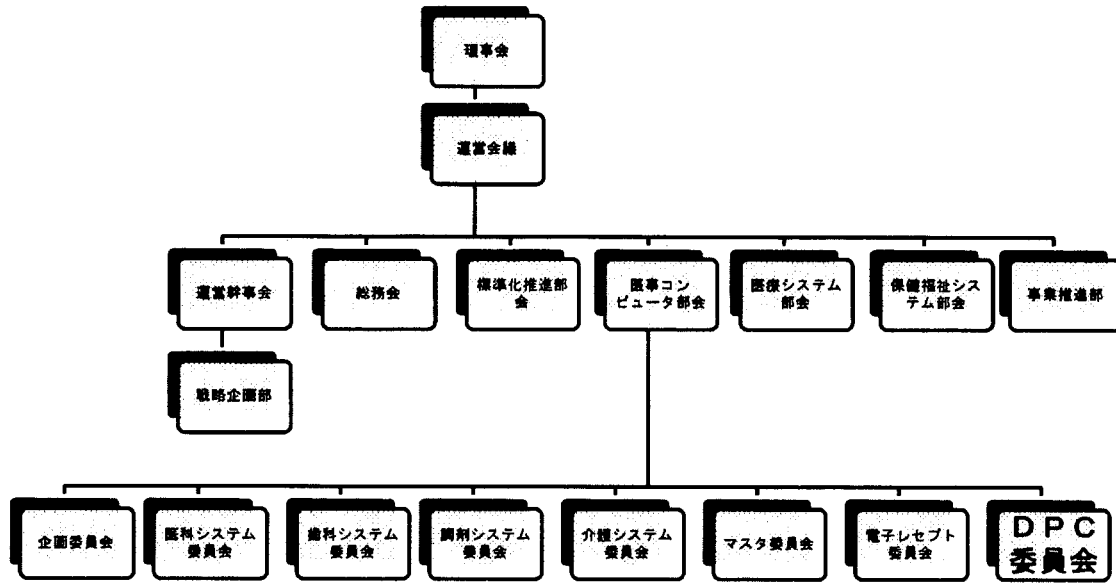 理事会
運営会議
運営幹事会
総務会
標準化推進部
会
医事コン
ピュータ部会
医療システム
部会
保健福祉シス
テム部会
事業推進部
戦略企画部
企画委員会
医科システム
委員会
歯科システム
委員会
調剤システム
委員会
介護システム
委員会
マスタ委員会
電子レセプト
委員会
DPC
委員会